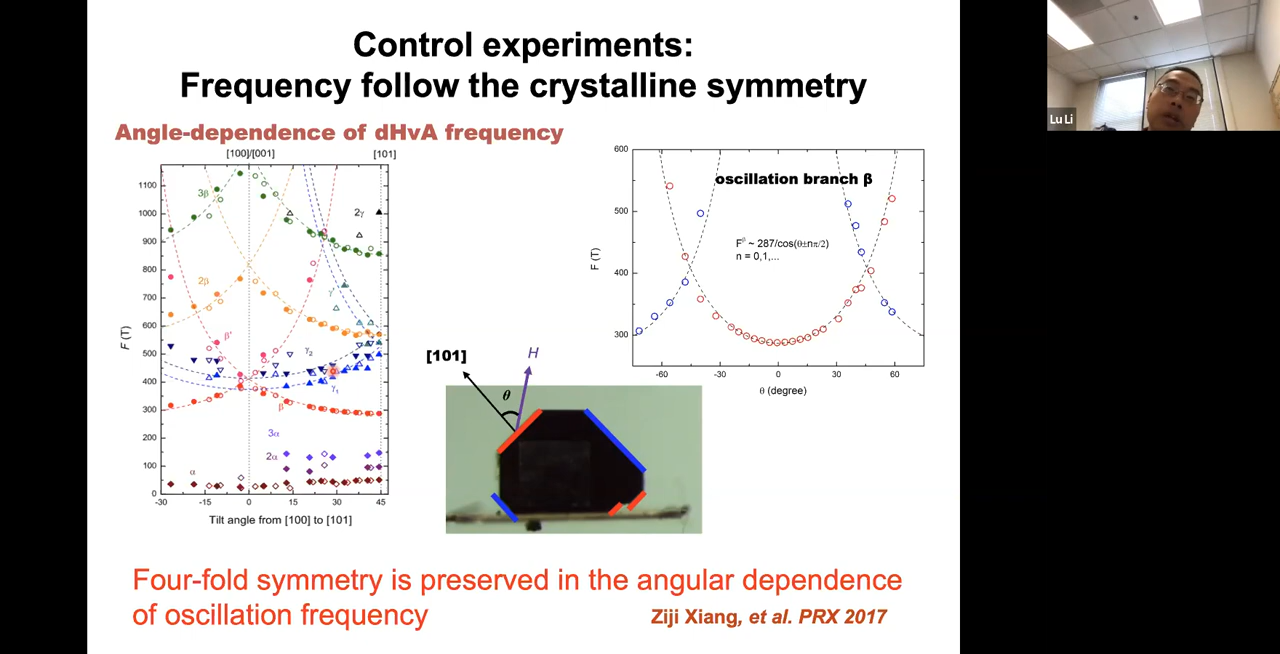 Control experiments:
Frequency follow the crystalline symmetry
Angle-dependence of dHvA frequency
[100]/[001]
[101]
1100
1000
900
800
700
600
500
400
300
200
100
0
F (T)
3β
2γ
2β
γ'
β'
γ₂
γ₁
β
3α
2α
α
-30
-15
0
15
30
45
Tilt angle from [100] to [101]
[101]
H
θ
600
500
400
300
F (T)
oscillation branch β
F^β ~ 287/cos(θ±nπ/2)
n = 0,1,...
-60
-30
0
30
60
θ (degree)
Four-fold symmetry is preserved in the angular dependence
of oscillation frequency
Ziji Xiang, et al. PRX 2017
Lu Li